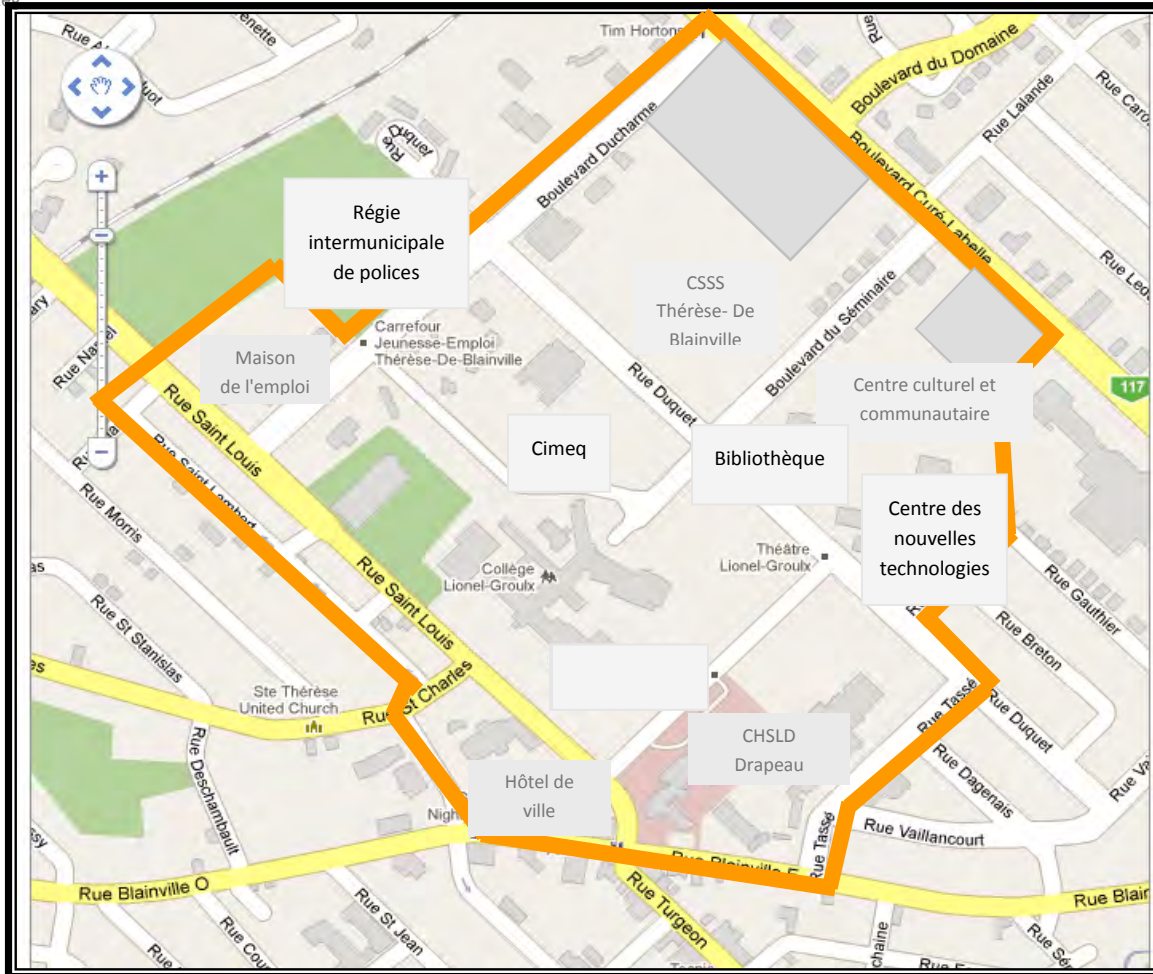 Tim Hortons
Boulevard du Domaine
Rue
Rue Lalande
Boulevard Ducharme
Boulevard Curé-Labelle
Régie
intermunicipale
de polices
CSSS
Thérèse- De
Blainville
Boulevard du Séminaire
Carrefour
Jeunesse-Emploi
Thérèse-De-Blainville
Maison
de l'emploi
Rue Duquet
Centre culturel et
communautaire
117
Rue Saint Louis
Cimeq
Bibliothèque
Rue Saint Lambert
Rue Morris
Centre des
nouvelles
technologies
Théâtre
Lionel-Groulx
Collège
Lionel-Groulx
Rue Saint Louis
Rue Gauthier
Rue Breton
Rue St Stanislas
Ste Thérèse
United Church
Rue St Charles
Rue Tassé
Rue Duquet
CHSLD
Drapeau
Rue Dagenais
Rue Deschambault
Hôtel de
ville
Rue Vaillancourt
Rue Tassé
Rue Blainville O
Rue Blainville E
Rue Turgeon
Rue St Jean